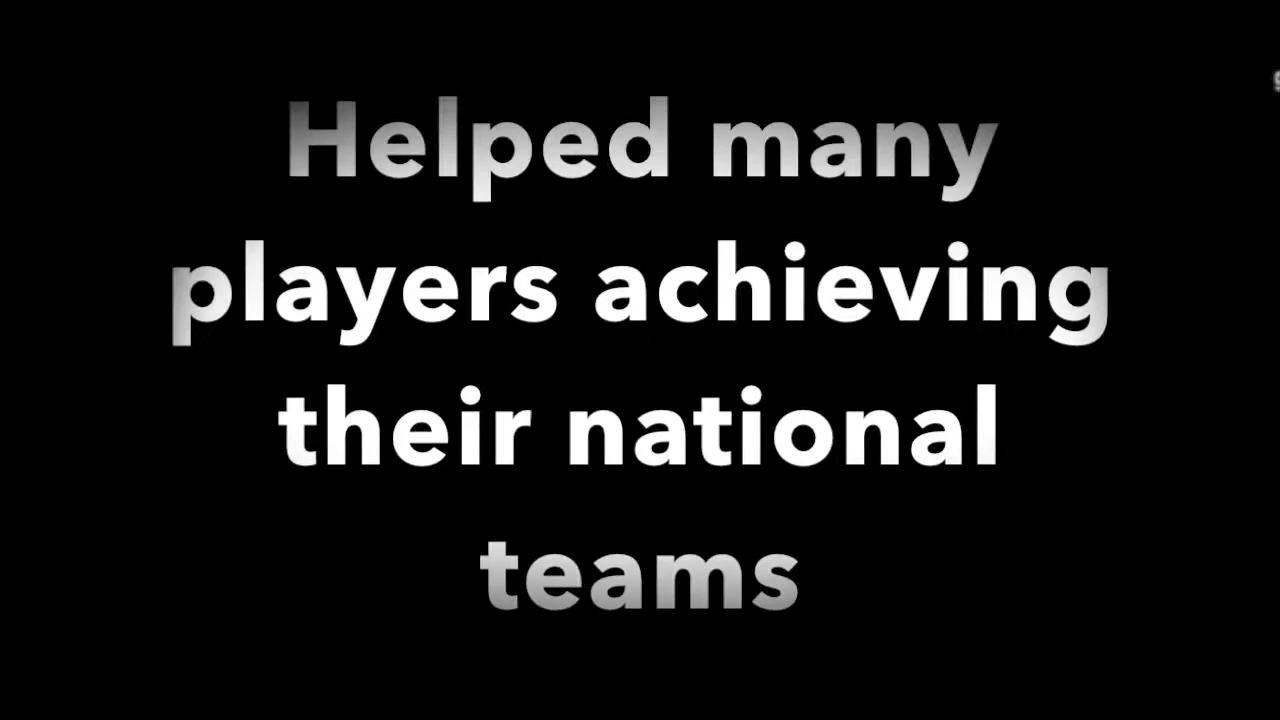 Helped many
players achieving
their national
teams